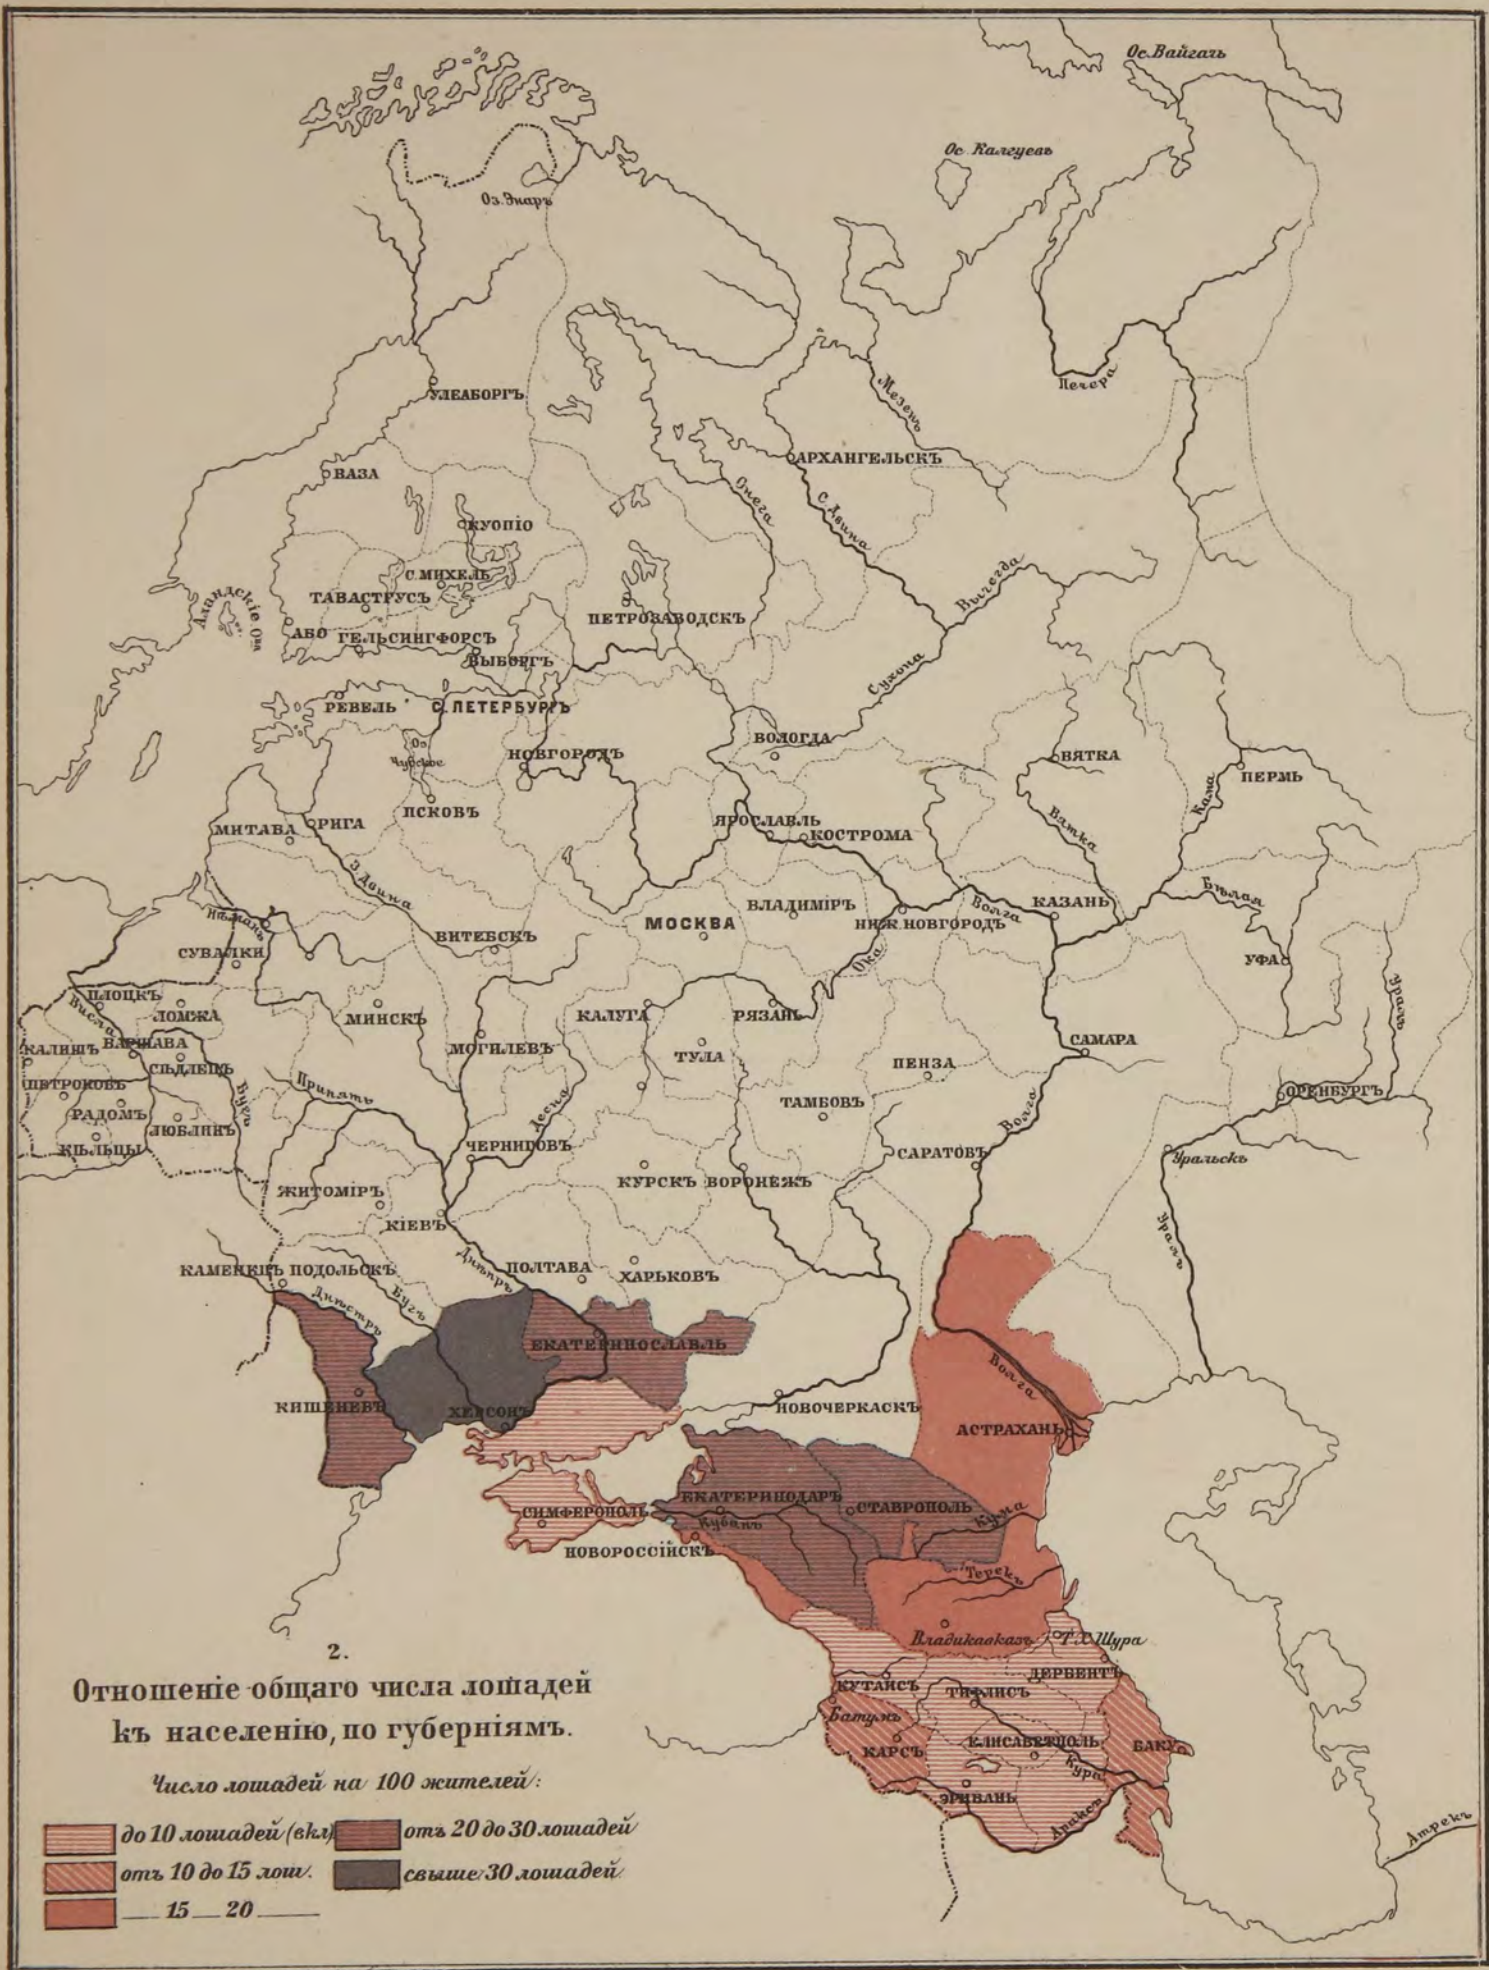 Ос. Вайгачъ
Ос. Калгуевъ
Оз. Энаръ
Печера
Мезень
УЛЕАБОРГЪ
АРХАНГЕЛЬСКЪ
ВАЗА
Онега
С. Двина
КУОПІО
С. МИХЕЛЬ
Вычегда
ТАВАСТГУСЪ
Аландскіе Ова
ПЕТРОЗАВОДСКЪ
АБО
ГЕЛЬСИНГФОРСЪ
ВЫБОРГЪ
Сухона
РЕВЕЛЬ
С. ПЕТЕРБУРГЪ
Оз.
Чудское
НОВГОРОДЪ
ВОЛОГДА
ВЯТКА
ПЕРМЬ
Кама
ПСКОВЪ
МИТАВА
РИГА
ЯРОСЛАВЛЬ
КОСТРОМА
Вятка
З. Двина
Бѣлая
Нѣманъ
ВЛАДИМІРЪ
МОСКВА
НИЖ. НОВГОРОДЪ
Волга
КАЗАНЬ
СУВАЛКИ
ВИТЕБСКЪ
Ока
УФА
ПЛОЦКЪ
Висла
ЛОМЖА
МИНСКЪ
КАЛУГА
РЯЗАНЬ
Уралъ
КАЛИШЪ
ВАРШАВА
МОГИЛЕВЪ
ТУЛА
ПЕНЗА
САМАРА
СѢДЛЕЦЪ
ПЕТРОКОВЪ
Бугъ
Припять
РАДОМЪ
ЛЮБЛИНЪ
Десна
ТАМБОВЪ
Волга
ОРЕНБУРГЪ
КѢЛЬЦЫ
ЧЕРНИГОВЪ
САРАТОВЪ
Уральскъ
ЖИТОМІРЪ
КУРСКЪ
ВОРОНЕЖЪ
КІЕВЪ
Уралъ
КАМЕНЕЦЪ ПОДОЛЬСКЪ
Днѣпръ
ПОЛТАВА
ХАРЬКОВЪ
Днѣстръ
Бугъ
ЕКАТЕРИНОСЛАВЛЬ
Волга
КИШЕНЕВЪ
ХЕРСОНЪ
НОВОЧЕРКАСКЪ
АСТРАХАНЬ
СИМФЕРОПОЛЬ
ЕКАТЕРИНОДАРЪ
СТАВРОПОЛЬ
Кубань
Кума
НОВОРОССІЙСКЪ
Терекъ
Владикавказъ
Т. Х. Шура
ДЕРБЕНТЪ
КУТАИСЪ
ТИФЛИСЪ
Батумъ
КАРСЪ
ЕЛИСАВЕТПОЛЬ
БАКУ
Кура
ЭРИВАНЬ
Араксъ
Атрекъ
2.
Отношеніе общаго числа лошадей
къ населенію, по губерніямъ.
Число лошадей на 100 жителей:
до 10 лошадей (вкл)
отъ 20 до 30 лошадей
отъ 10 до 15 лош.
свыше 30 лошадей
— 15 — 20 —